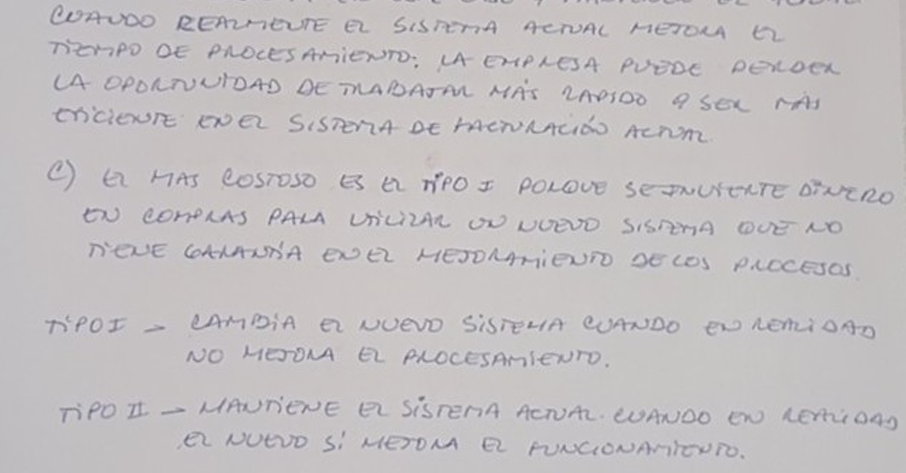 CUANDO REALMENTE EL SISTEMA ACTUAL MEJORA EL
TIEMPO DE PROCESAMIENTO: LA EMPRESA PUEDE PERDER
LA OPORTUNIDAD DE TRABAJAR MÁS RAPIDO O SER MÁS
EFICIENTE EN EL SISTEMA DE FACTURACIÓN ACTUAL.
C) EL MAS COSTOSO ES EL TIPO I PORQUE SE INVIERTE DINERO
EN COMPRAS PARA UTILIZAR UN NUEVO SISTEMA QUE NO
TIENE GARANTÍA EN EL MEJORAMIENTO DE LOS PROCESOS.
TIPO I - CAMBIA EL NUEVO SISTEMA CUANDO EN REALIDAD
NO MEJORA EL PROCESAMIENTO.
TIPO II - MANTIENE EL SISTEMA ACTUAL. CUANDO EN REALIDAD
EL NUEVO SÍ MEJORA EL FUNCIONAMIENTO.